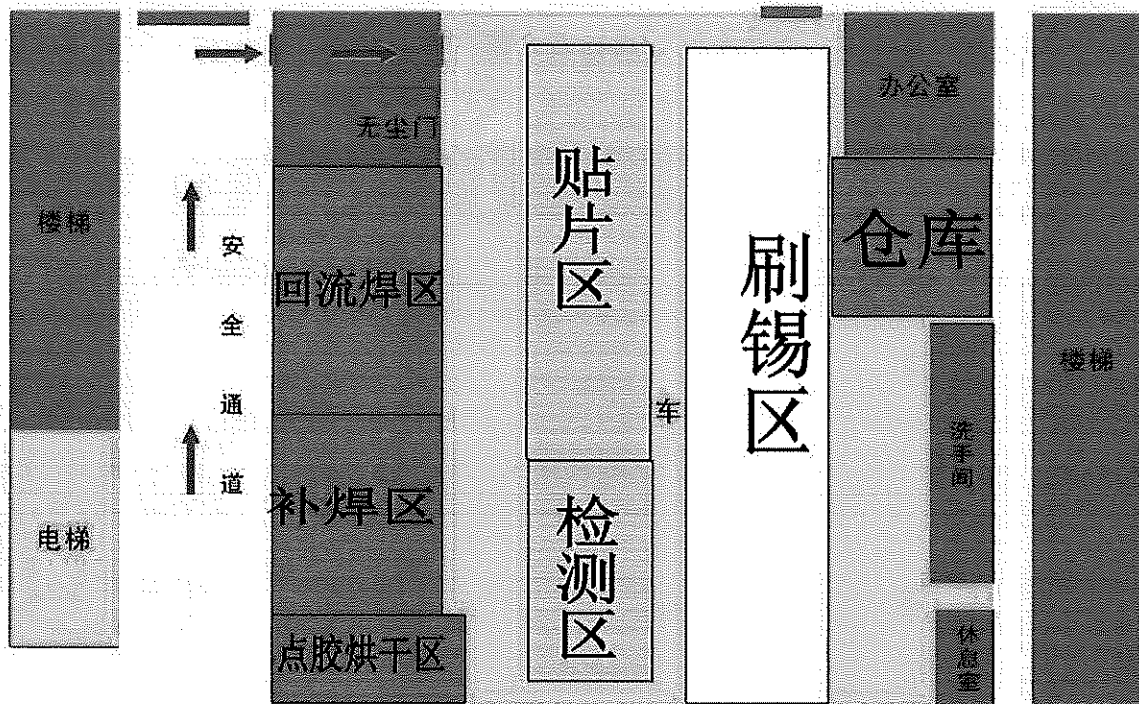 楼梯
电梯
安全通道
无尘门
回流焊区
补焊区
点胶烘干区
贴片区
检测区
车
刷锡区
办公室
仓库
洗手间
休息室
楼梯